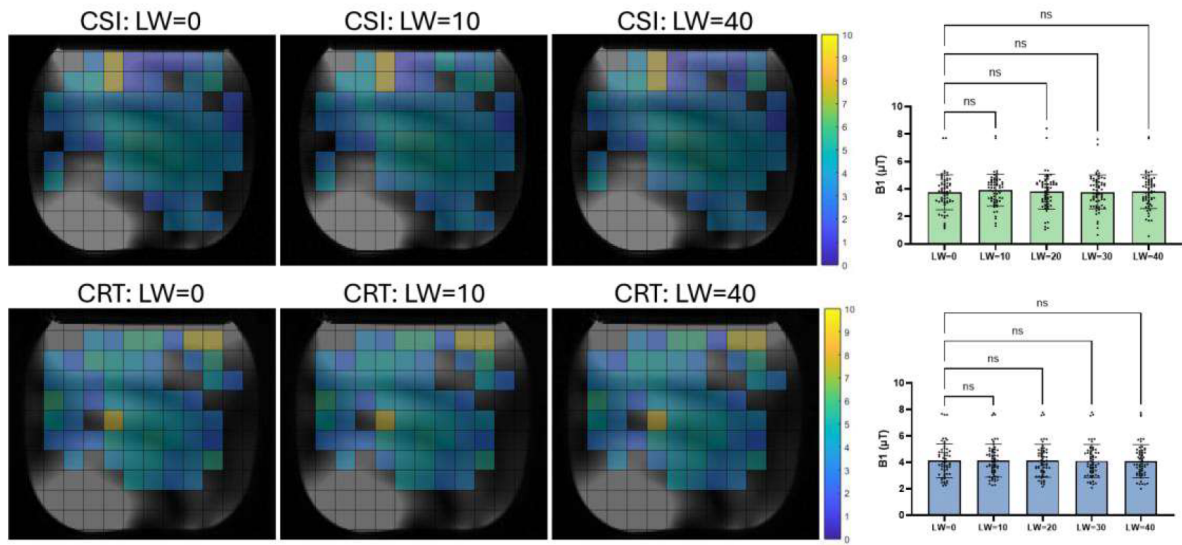 CSI: LW=0
CSI: LW=10
CSI: LW=40
10
9
8
7
6
5
4
3
2
1
0
ns
ns
ns
ns
B1 (µT)
10
8
6
4
2
0
LW=0 LW=10 LW=20 LW=30 LW=40
CRT: LW=0
CRT: LW=10
CRT: LW=40
10
9
8
7
6
5
4
3
2
1
0
ns
ns
ns
ns
B1 (µT)
10
8
6
4
2
0
LW=0 LW=10 LW=20 LW=30 LW=40